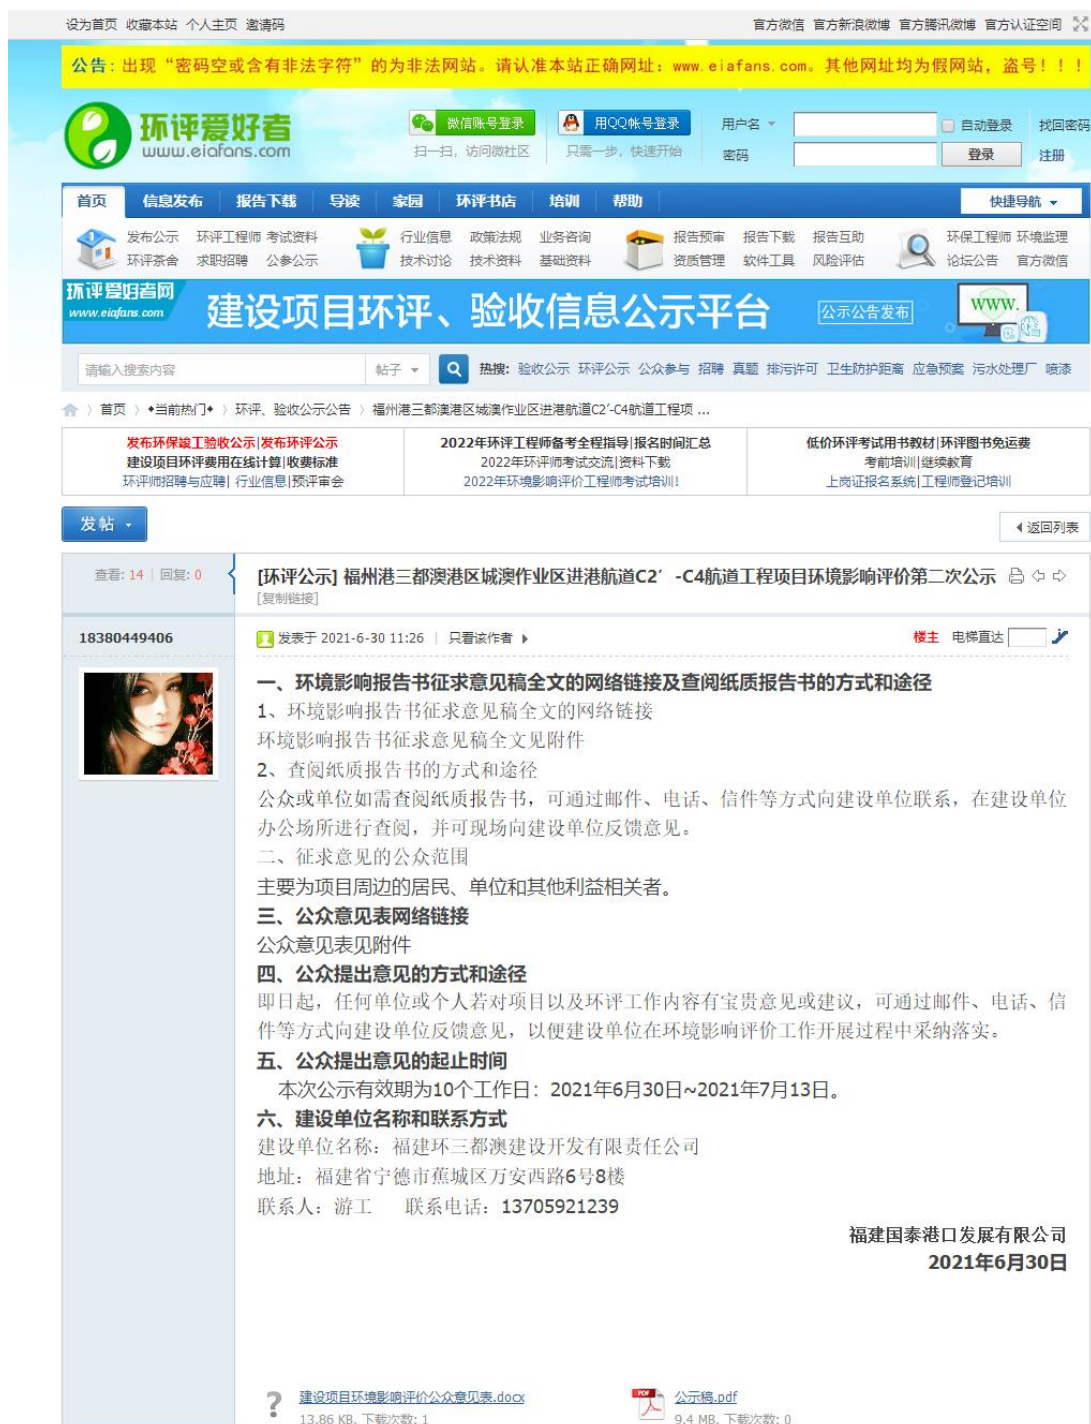 设为首页 收藏本站 个人主页 邀请码 官方微信 官方新浪微博 官方腾讯微博 官方认证空间
公告：出现“密码空或含有非法字符”的为非法网站。请认准本站正确网址：www.eiafans.com。其他网址均为假网站，盗号！！！
环评爱好者 微信账号登录 用QQ帐号登录 用户名 自动登录 找回密码
www.eiafans.com 扫一扫，访问微社区 只需一步，快速开始 密码 登录 注册
首页 信息发布 报告下载 导读 家园 环评书店 培训 帮助 快捷导航
发布公示 环评工程师 考试资料 行业信息 政策法规 业务咨询 报告预审 报告下载 报告互助 环保工程师 环境监理
环评茶舍 求职招聘 公参公示 技术讨论 技术资料 基础资料 资质管理 软件工具 风险评估 论坛公告 官方微信
环评爱好者网
www.eiafans.com 建设项目环评、验收信息公示平台 公示公告发布 WWW.
请输入搜索内容 帖子 热搜: 验收公示 环评公示 公众参与 招聘 真题 排污许可 卫生防护距离 应急预案 污水处理厂 喷漆
首页 › ◆当前热门◆ › 环评、验收公示公告 › 福州港三都澳港区城澳作业区进港航道C2′-C4航道工程项 ...
发布环保竣工验收公示|发布环评公示 2022年环评工程师备考全程指导|报名时间汇总 低价环评考试用书教材|环评图书免运费
建设项目环评费用在线计算|收费标准 2022年环评师考试交流|资料下载 考前培训|继续教育
环评师招聘与应聘| 行业信息|预评审会 2022年环境影响评价工程师考试培训! 上岗证报名系统|工程师登记培训
发帖 返回列表
查看: 14 | 回复: 0 [环评公示] 福州港三都澳港区城澳作业区进港航道C2′-C4航道工程项目环境影响评价第二次公示
[复制链接]
18380449406 发表于 2021-6-30 11:26 | 只看该作者 楼主 电梯直达
一、环境影响报告书征求意见稿全文的网络链接及查阅纸质报告书的方式和途径
1、环境影响报告书征求意见稿全文的网络链接
环境影响报告书征求意见稿全文见附件
2、查阅纸质报告书的方式和途径
公众或单位如需查阅纸质报告书，可通过邮件、电话、信件等方式向建设单位联系，在建设单位
办公场所进行查阅，并可现场向建设单位反馈意见。
二、征求意见的公众范围
主要为项目周边的居民、单位和其他利益相关者。
三、公众意见表网络链接
公众意见表见附件
四、公众提出意见的方式和途径
即日起，任何单位或个人若对项目以及环评工作内容有宝贵意见或建议，可通过邮件、电话、信
件等方式向建设单位反馈意见，以便建设单位在环境影响评价工作开展过程中采纳落实。
五、公众提出意见的起止时间
本次公示有效期为10个工作日：2021年6月30日~2021年7月13日。
六、建设单位名称和联系方式
建设单位名称：福建环三都澳建设开发有限责任公司
地址：福建省宁德市蕉城区万安西路6号8楼
联系人：游工 联系电话：13705921239
福建国泰港口发展有限公司
2021年6月30日
建设项目环境影响评价公众意见表.docx PDF 公示稿.pdf
13.86 KB, 下载次数: 1 9.4 MB, 下载次数: 0